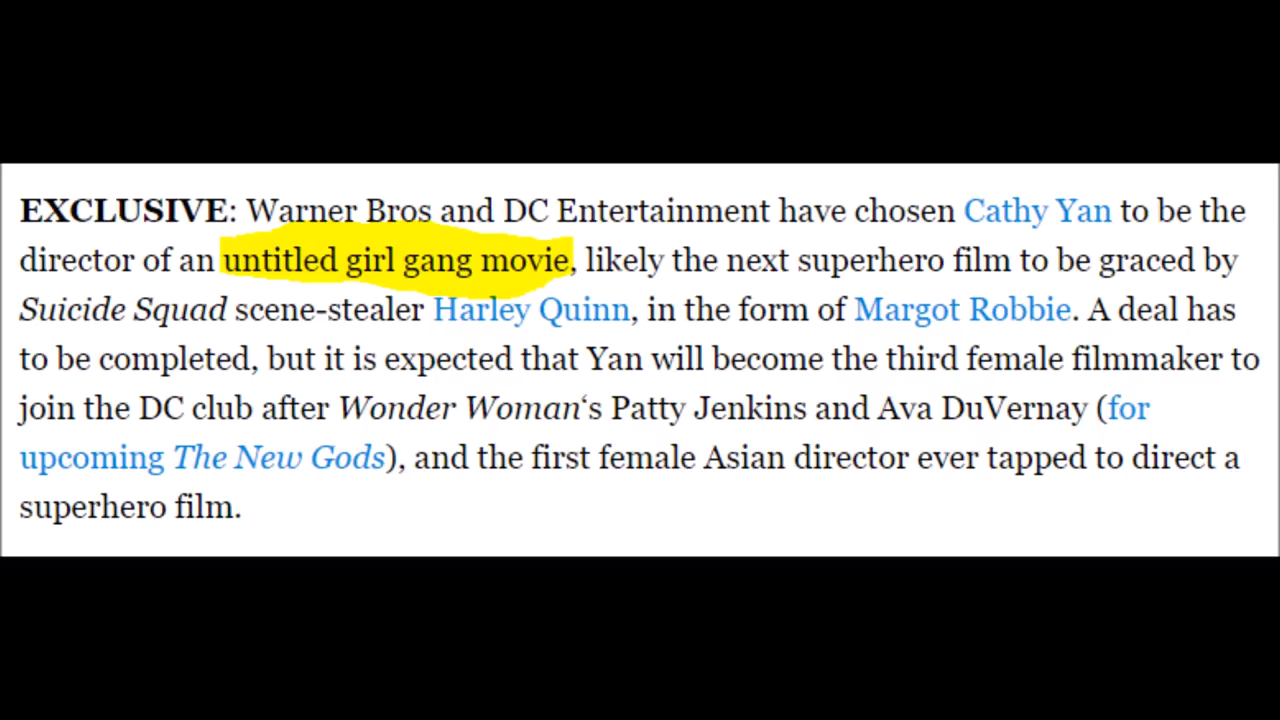 EXCLUSIVE: Warner Bros and DC Entertainment have chosen Cathy Yan to be the
director of an untitled girl gang movie, likely the next superhero film to be graced by
Suicide Squad scene-stealer Harley Quinn, in the form of Margot Robbie. A deal has
to be completed, but it is expected that Yan will become the third female filmmaker to
join the DC club after Wonder Woman‘s Patty Jenkins and Ava DuVernay (for
upcoming The New Gods), and the first female Asian director ever tapped to direct a
superhero film.